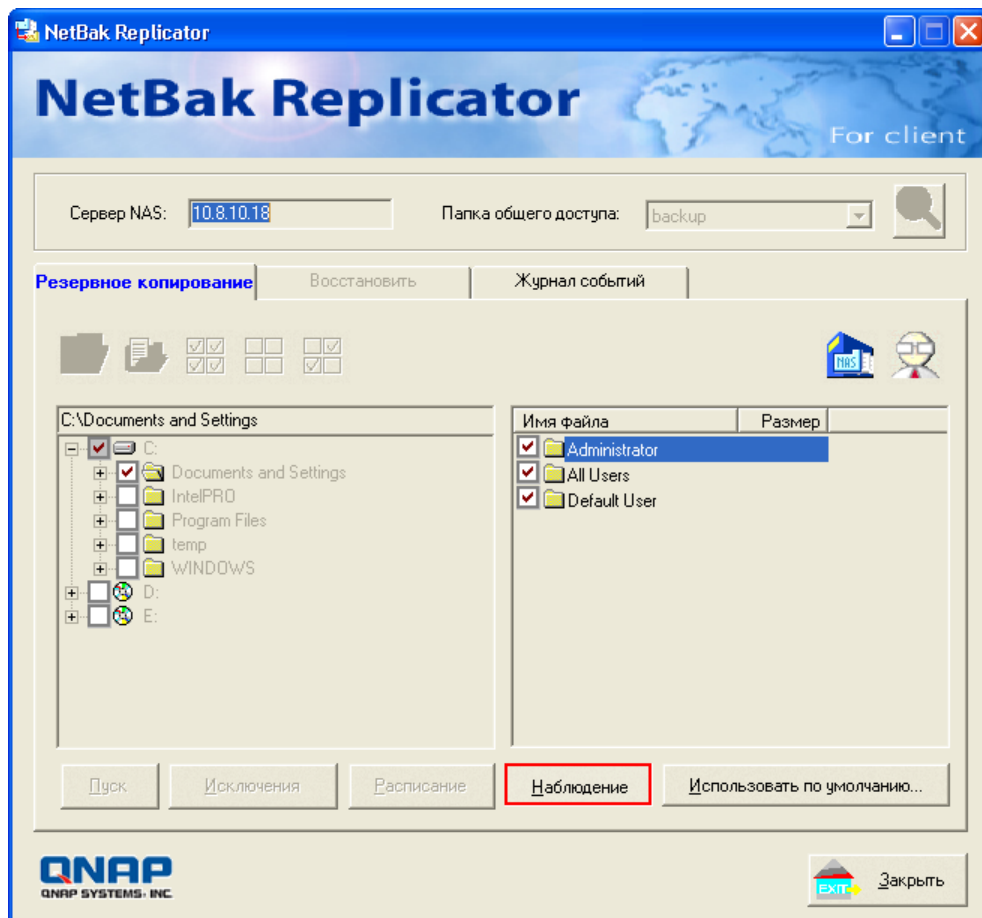 NetBak Replicator
NetBak Replicator
For client
Сервер NAS: 10.8.10.18 Папка общего доступа: backup
Резервное копирование Восстановить Журнал событий
NAS
C:\Documents and Settings
Имя файла Размер
C:
Documents and Settings
IntelPRO
Program Files
temp
WINDOWS
D:
E:
Administrator
All Users
Default User
Пуск Исключения Расписание Наблюдение Использовать по умолчанию...
QNAP
QNAP SYSTEMS, INC
EXIT Закрыть